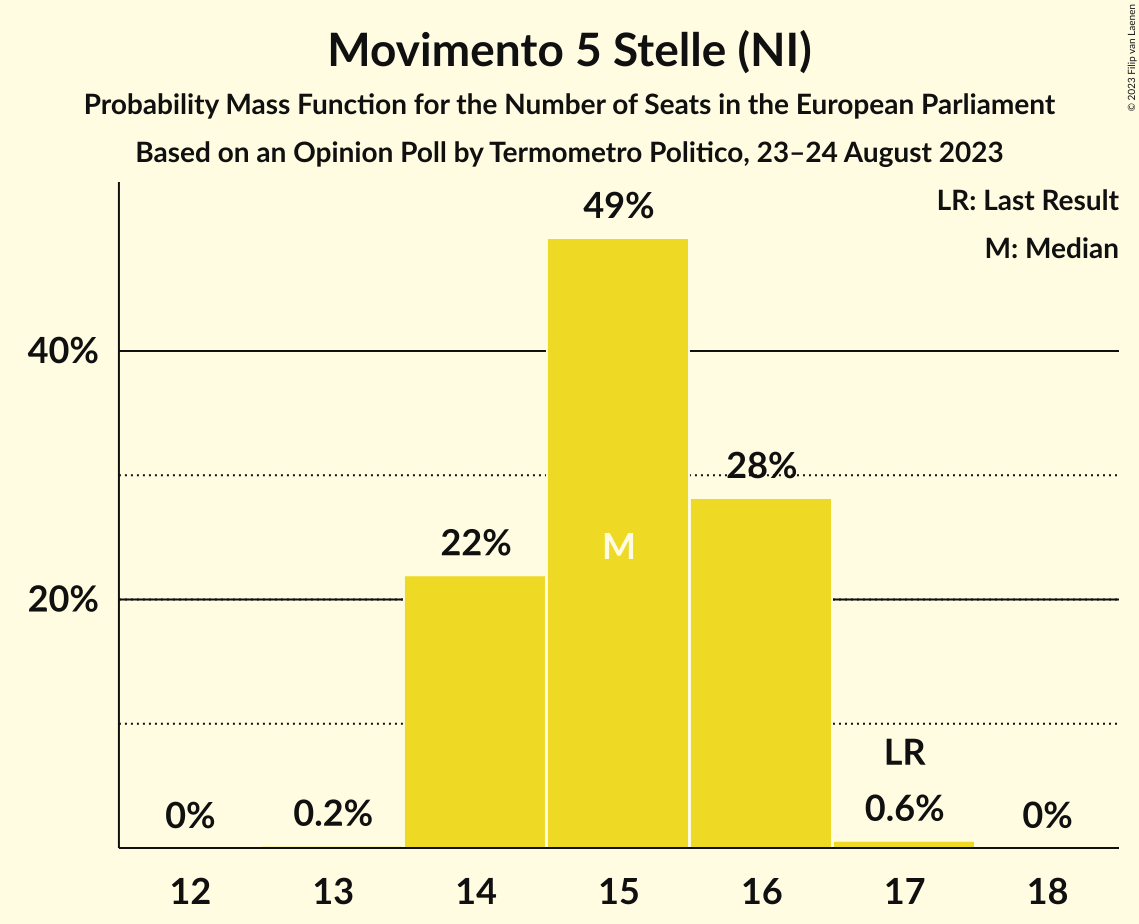 Movimento 5 Stelle (NI)
Probability Mass Function for the Number of Seats in the European Parliament
Based on an Opinion Poll by Termometro Politico, 23–24 August 2023
© 2023 Filip van Laenen
LR: Last Result
M: Median
49%
40%
28%
M
22%
20%
LR
0% 0.2% 0.6% 0%
12 13 14 15 16 17 18